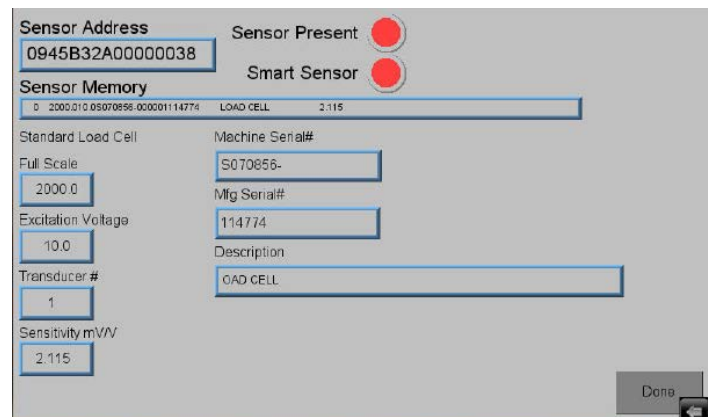 Sensor Address
Sensor Present
0945B32A00000038
Smart Sensor
Sensor Memory
0 2000.010.0S070856-000001114774 LOAD CELL 2.115
Standard Load Cell
Machine Serial#
Full Scale
S070856-
2000.0
Mfg Serial#
Excitation Voltage
114774
10.0
Description
Transducer #
OAD CELL
1
Sensitivity mV/V
2.115
Done